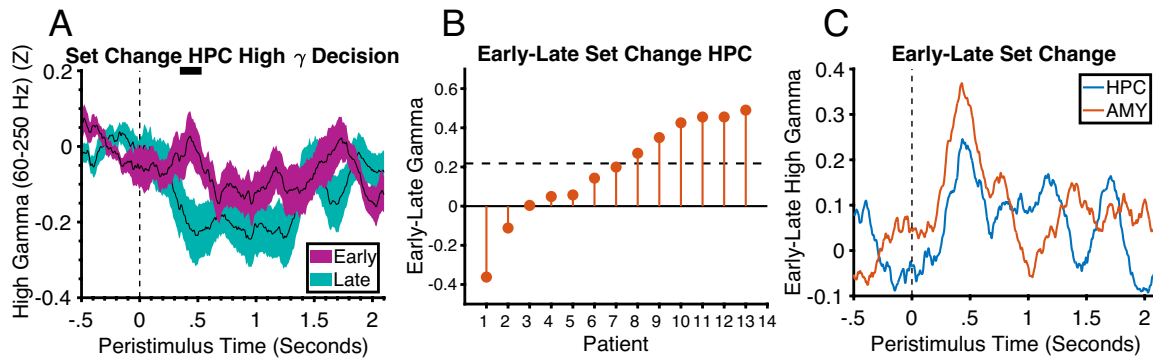 A
Set Change HPC High γ Decision
High Gamma (60-250 Hz) (Z)
0.2
0
-0.2
-0.4
Early
Late
-.5
0
.5
1
1.5
2
Peristimulus Time (Seconds)
B
Early-Late Set Change HPC
Early-Late Gamma
0.6
0.4
0.2
0
-0.2
-0.4
1 2 3 4 5 6 7 8 9 10 11 12 13 14
Patient
C
Early-Late Set Change
Early-Late High Gamma
0.4
0.3
0.2
0.1
0
-0.1
HPC
AMY
-.5
0
.5
1
1.5
2
Peristimulus Time (Seconds)